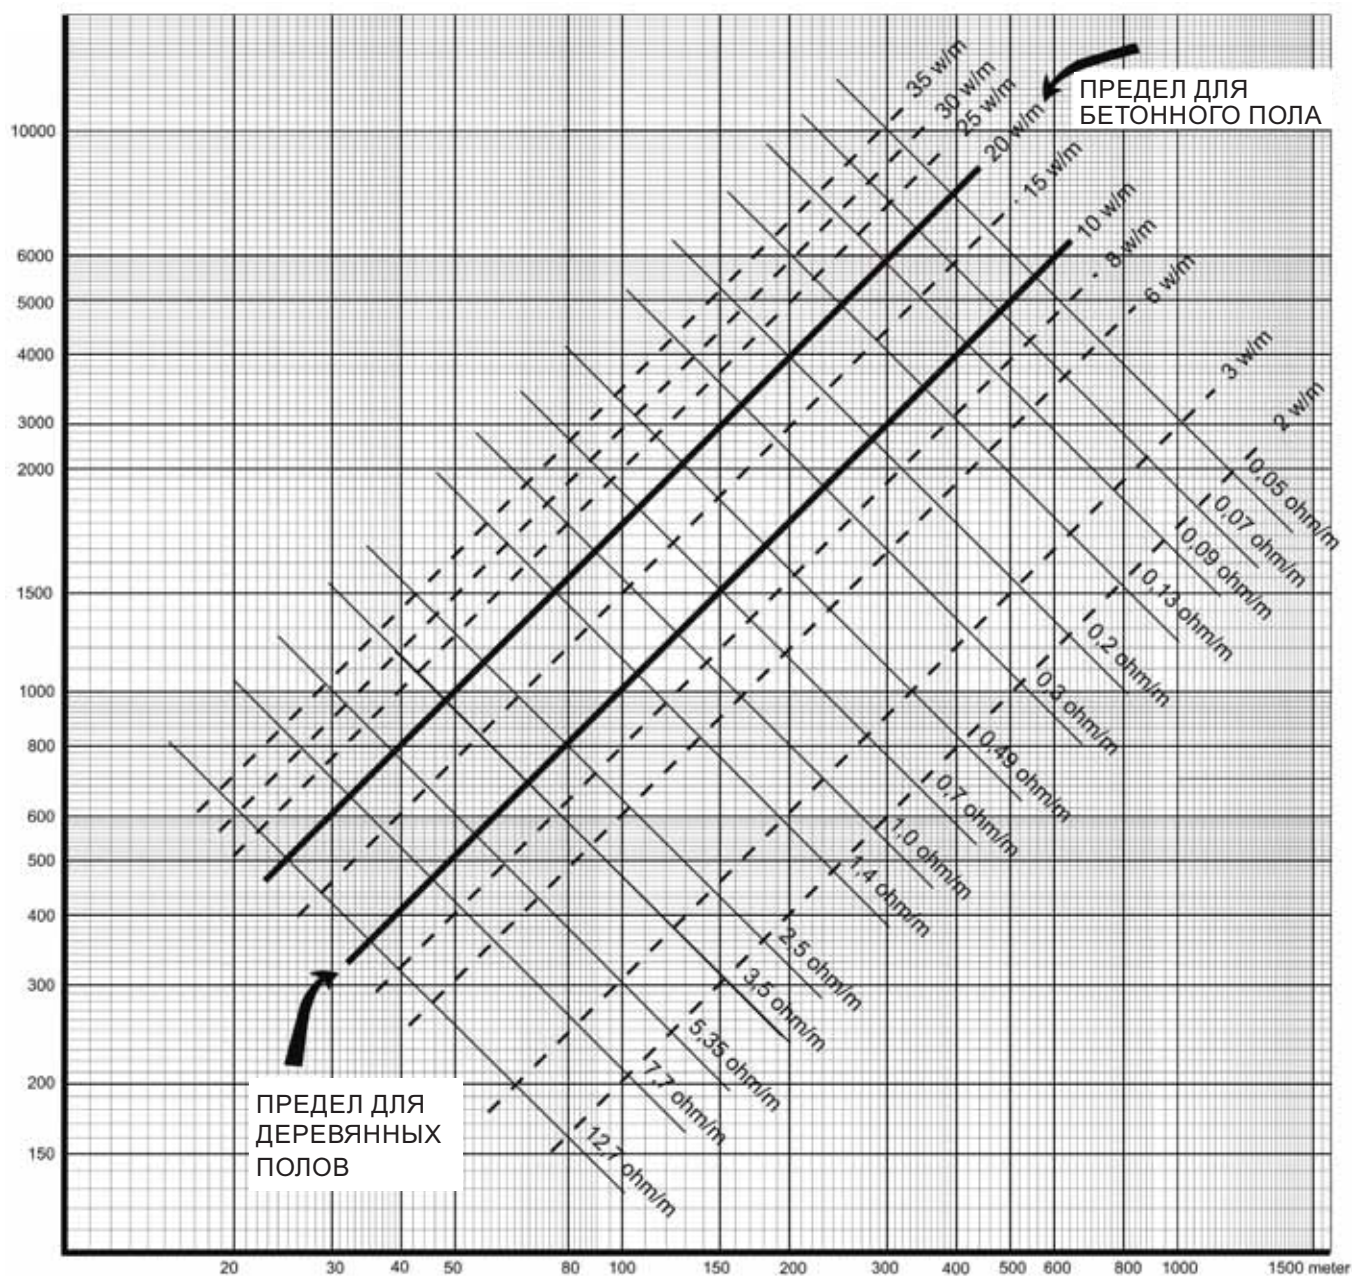 35 w/m
30 w/m
25 w/m
20 w/m
15 w/m
10 w/m
8 w/m
6 w/m
3 w/m
2 w/m
ПРЕДЕЛ ДЛЯ
БЕТОННОГО ПОЛА
10000
6000
5000
4000
3000
2000
1500
1000
800
600
500
400
300
200
150
0,05 ohm/m
0,07 ohm/m
0,09 ohm/m
0,13 ohm/m
0,2 ohm/m
0,3 ohm/m
0,49 ohm/m
0,7 ohm/m
1,0 ohm/m
1,4 ohm/m
2,5 ohm/m
3,5 ohm/m
5,35 ohm/m
7,7 ohm/m
12,7 ohm/m
ПРЕДЕЛ ДЛЯ
ДЕРЕВЯННЫХ
ПОЛОВ
20 30 40 50 80 100 150 200 300 400 500 600 800 1000 1500 meter